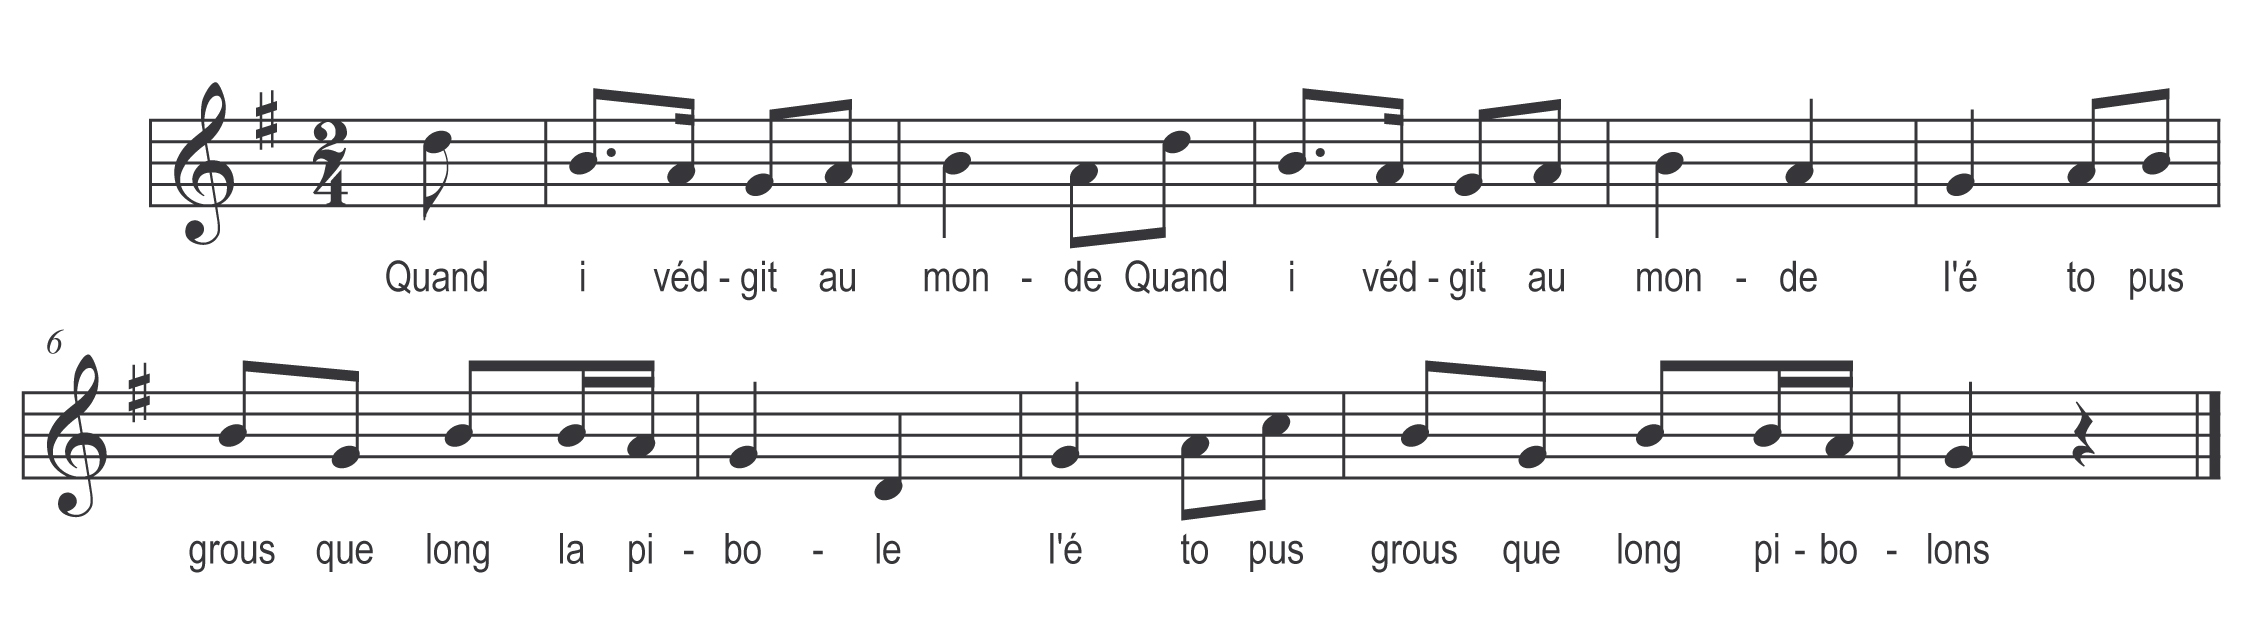 Quand i véd - git au mon - de Quand i véd - git au mon - de l'é to pus
6
grous que long la pi - bo - le l'é to pus grous que long pi - bo - lons